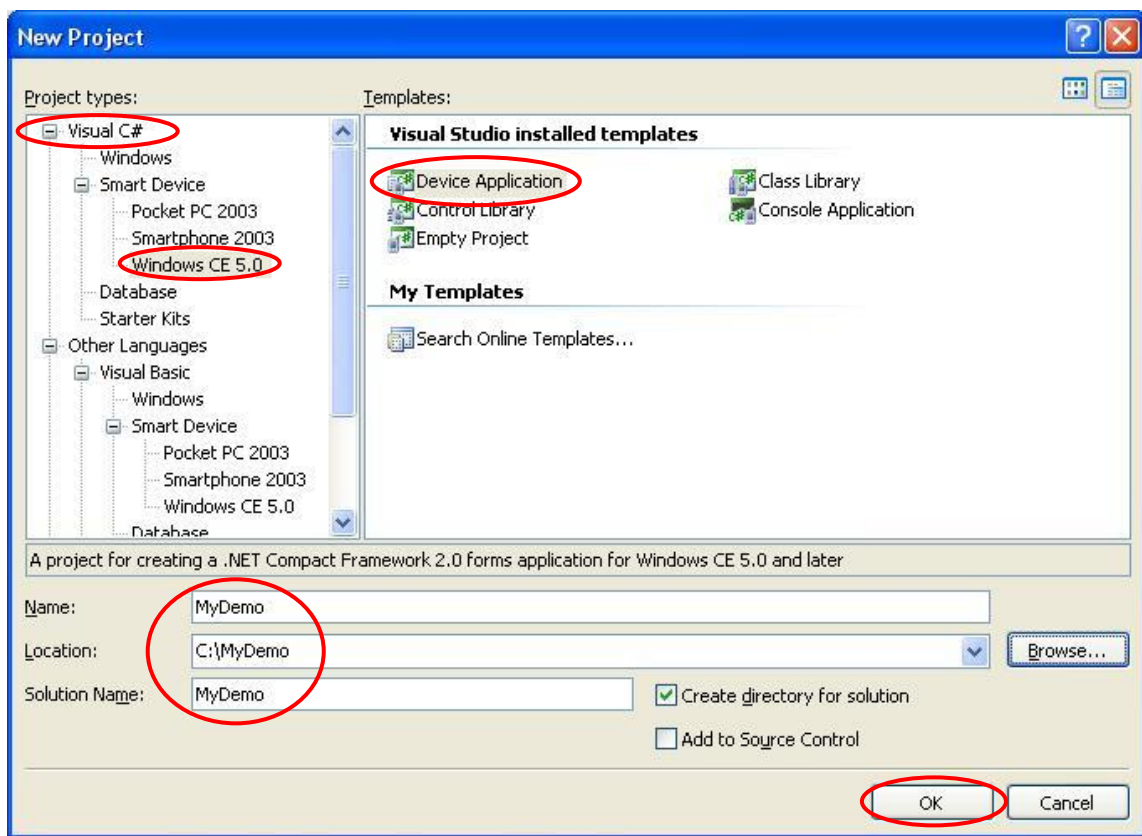 New Project
Project types:
Templates:
Visual C#
Windows
Smart Device
Pocket PC 2003
Smartphone 2003
Windows CE 5.0
Database
Starter Kits
Other Languages
Visual Basic
Windows
Smart Device
Pocket PC 2003
Smartphone 2003
Windows CE 5.0
Database
Visual Studio installed templates
Device Application
Class Library
Control Library
Console Application
Empty Project
My Templates
Search Online Templates...
A project for creating a .NET Compact Framework 2.0 forms application for Windows CE 5.0 and later
Name: MyDemo
Location: C:\MyDemo Browse...
Solution Name: MyDemo
Create directory for solution
Add to Source Control
OK Cancel